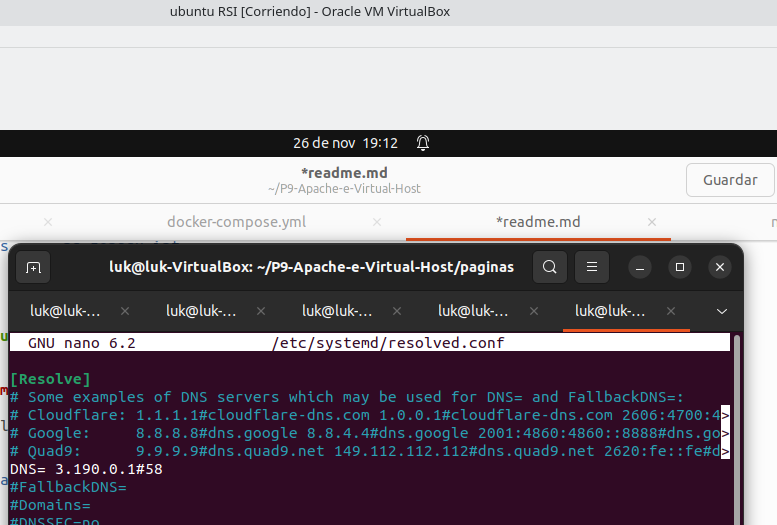 ubuntu RSI [Corriendo] - Oracle VM VirtualBox
26 de nov 19:12
*readme.md
~/P9-Apache-e-Virtual-Host
Guardar
docker-compose.yml
*readme.md
luk@luk-VirtualBox: ~/P9-Apache-e-Virtual-Host/paginas
luk@luk-...
luk@luk-...
luk@luk-...
luk@luk-...
luk@luk-...
GNU nano 6.2 /etc/systemd/resolved.conf
[Resolve]
# Some examples of DNS servers which may be used for DNS= and FallbackDNS=:
# Cloudflare: 1.1.1.1#cloudflare-dns.com 1.0.0.1#cloudflare-dns.com 2606:4700:4>
# Google: 8.8.8.8#dns.google 8.8.4.4#dns.google 2001:4860:4860::8888#dns.go>
# Quad9: 9.9.9.9#dns.quad9.net 149.112.112.112#dns.quad9.net 2620:fe::fe#d>
DNS= 3.190.0.1#58
#FallbackDNS=
#Domains=
#DNSSEC=no